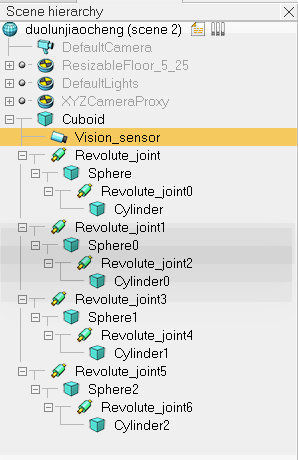 Scene hierarchy
duolunjiaocheng (scene 2)
DefaultCamera
ResizableFloor_5_25
DefaultLights
XYZCameraProxy
Cuboid
Vision_sensor
Revolute_joint
Sphere
Revolute_joint0
Cylinder
Revolute_joint1
Sphere0
Revolute_joint2
Cylinder0
Revolute_joint3
Sphere1
Revolute_joint4
Cylinder1
Revolute_joint5
Sphere2
Revolute_joint6
Cylinder2